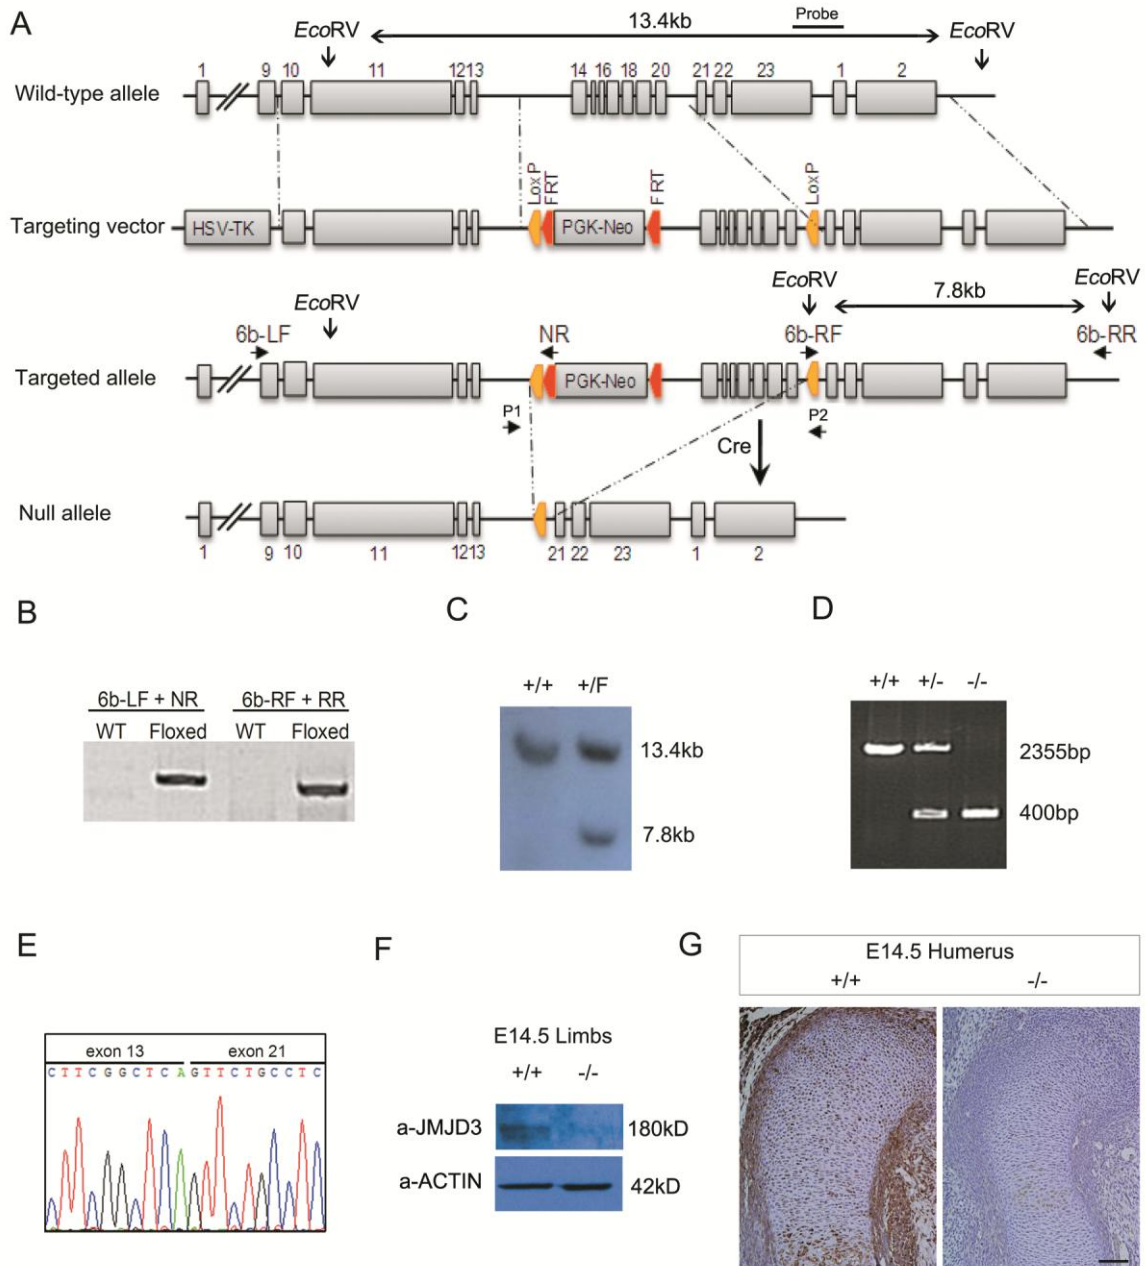 A
EcoRV
13.4kb
Probe
EcoRV
1 9 10 11 12 13 14 16 18 20 21 22 23 1 2
Wild-type allele
LoxP
FRT
FRT
LoxP
Targeting vector
HSV-TK
PGK-Neo
EcoRV
EcoRV
7.8kb
EcoRV
6b-LF
NR
6b-RF
6b-RR
Targeted allele
PGK-Neo
P1
P2
Cre
Null allele
1 9 10 11 12 13 21 22 23 1 2
B
6b-LF + NR 6b-RF + RR
WT Floxed WT Floxed
C
+/+ +/F
13.4kb
7.8kb
D
+/+ +/- -/-
2355bp
400bp
E
exon 13 exon 21
CTTCGGCTCAGTTCTGCCTC
F
E14.5 Limbs
+/+ -/-
a-JMJD3 180kD
a-ACTIN 42kD
G
E14.5 Humerus
+/+ -/-